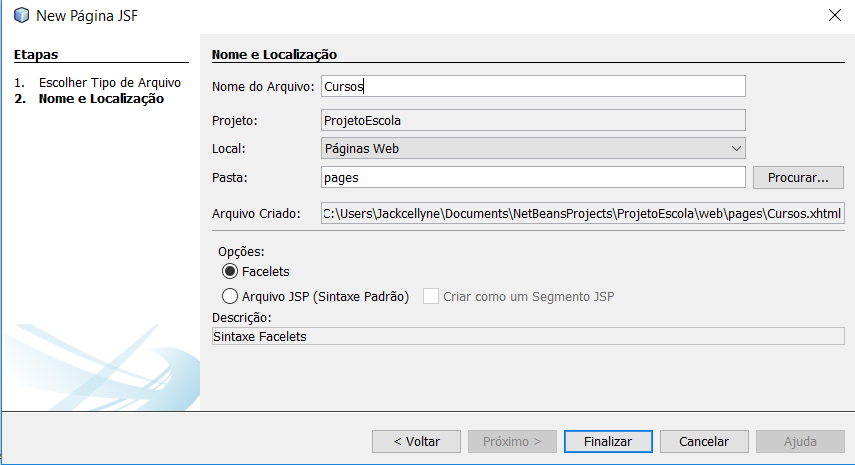 New Página JSF
Etapas
1. Escolher Tipo de Arquivo
2. Nome e Localização
Nome e Localização
Nome do Arquivo: Cursos
Projeto: ProjetoEscola
Local: Páginas Web
Pasta: pages Procurar...
Arquivo Criado: C:\Users\Jackcellyne\Documents\NetBeansProjects\ProjetoEscola\web\pages\Cursos.xhtml
Opções:
Facelets
Arquivo JSP (Sintaxe Padrão) Criar como um Segmento JSP
Descrição:
Sintaxe Facelets
< Voltar Próximo > Finalizar Cancelar Ajuda